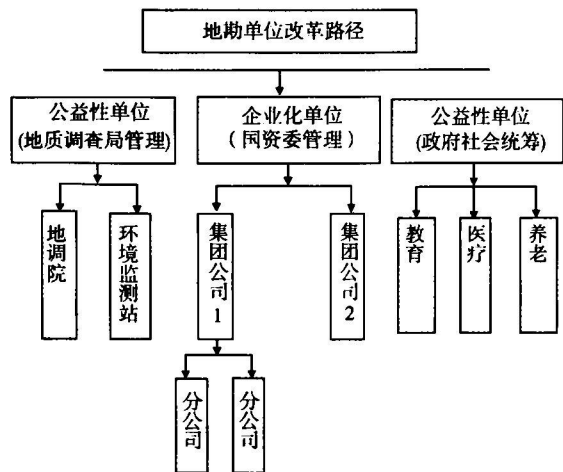 地勘单位改革路径
公益性单位
(地质调查局管理)
企业化单位
(国资委管理)
公益性单位
(政府社会统筹)
地调院
环境监测站
集团公司1
集团公司2
教育
医疗
养老
分公司
分公司